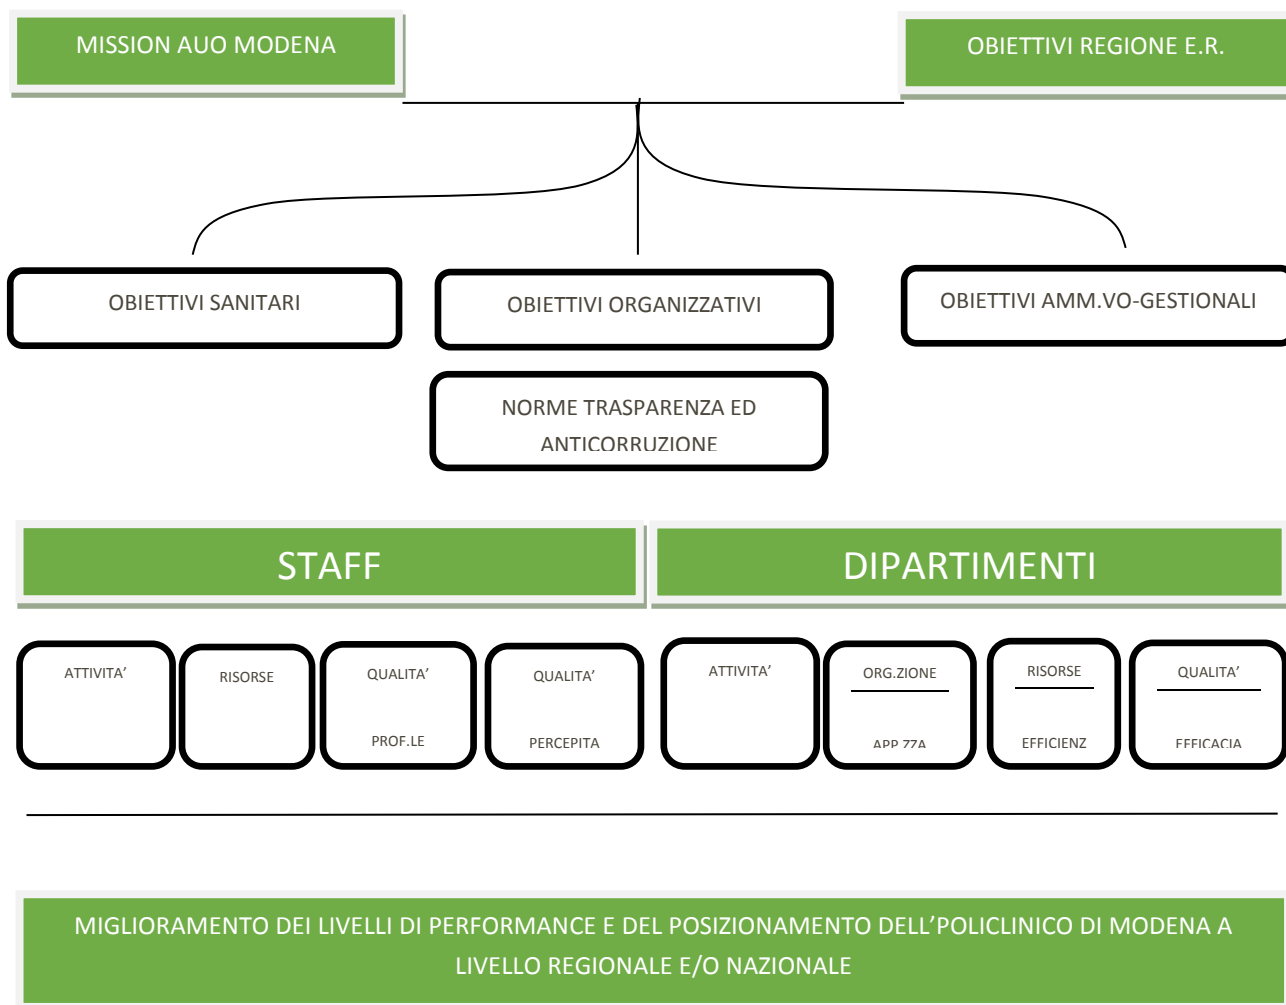 MISSION AUO MODENA
OBIETTIVI REGIONE E.R.
OBIETTIVI SANITARI
OBIETTIVI ORGANIZZATIVI
OBIETTIVI AMM.VO-GESTIONALI
NORME TRASPARENZA ED
ANTICORRUZIONE
STAFF
DIPARTIMENTI
ATTIVITA’
RISORSE
QUALITA’
PROF.LE
QUALITA’
PERCEPITA
ATTIVITA’
ORG.ZIONE
APP.ZZA
RISORSE
EFFICIENZ
QUALITA’
EFFICACIA
MIGLIORAMENTO DEI LIVELLI DI PERFORMANCE E DEL POSIZIONAMENTO DELL’POLICLINICO DI MODENA A
LIVELLO REGIONALE E/O NAZIONALE